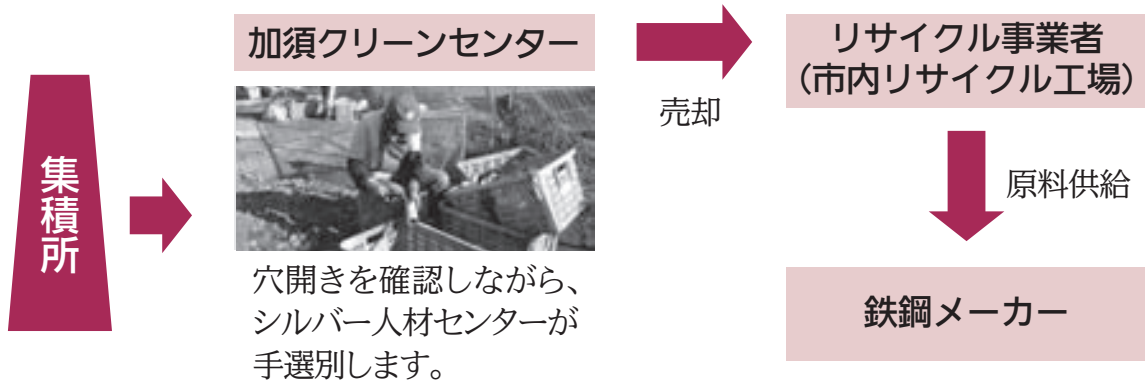 集積所
加須クリーンセンター
穴開きを確認しながら、
シルバー人材センターが
手選別します。
売却
リサイクル事業者
（市内リサイクル工場）
原料供給
鉄鋼メーカー